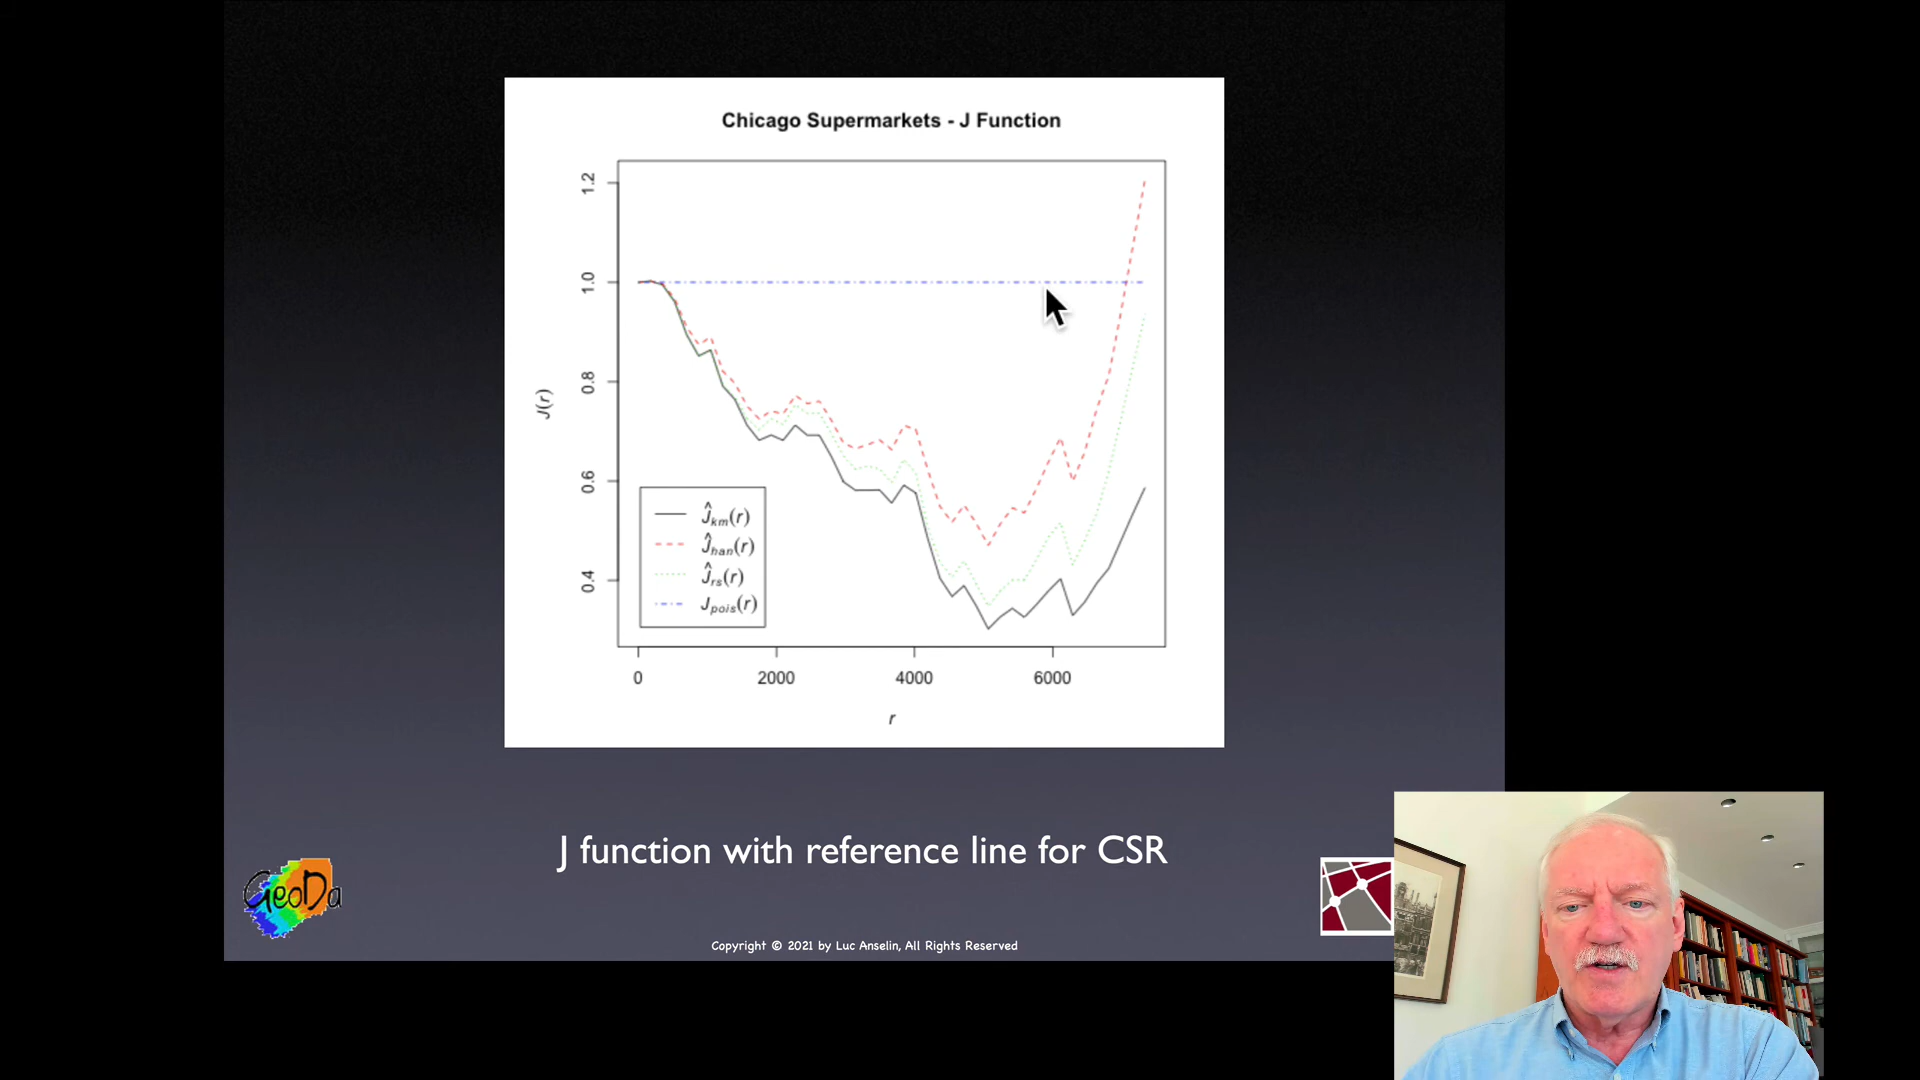 Chicago Supermarkets - J Function
1.2
1.0
0.8
0.6
0.4
J(r)
Ĵkm(r)
Ĵhan(r)
Ĵrs(r)
Jpois(r)
0 2000 4000 6000
r
J function with reference line for CSR
GeoDa
Copyright © 2021 by Luc Anselin, All Rights Reserved